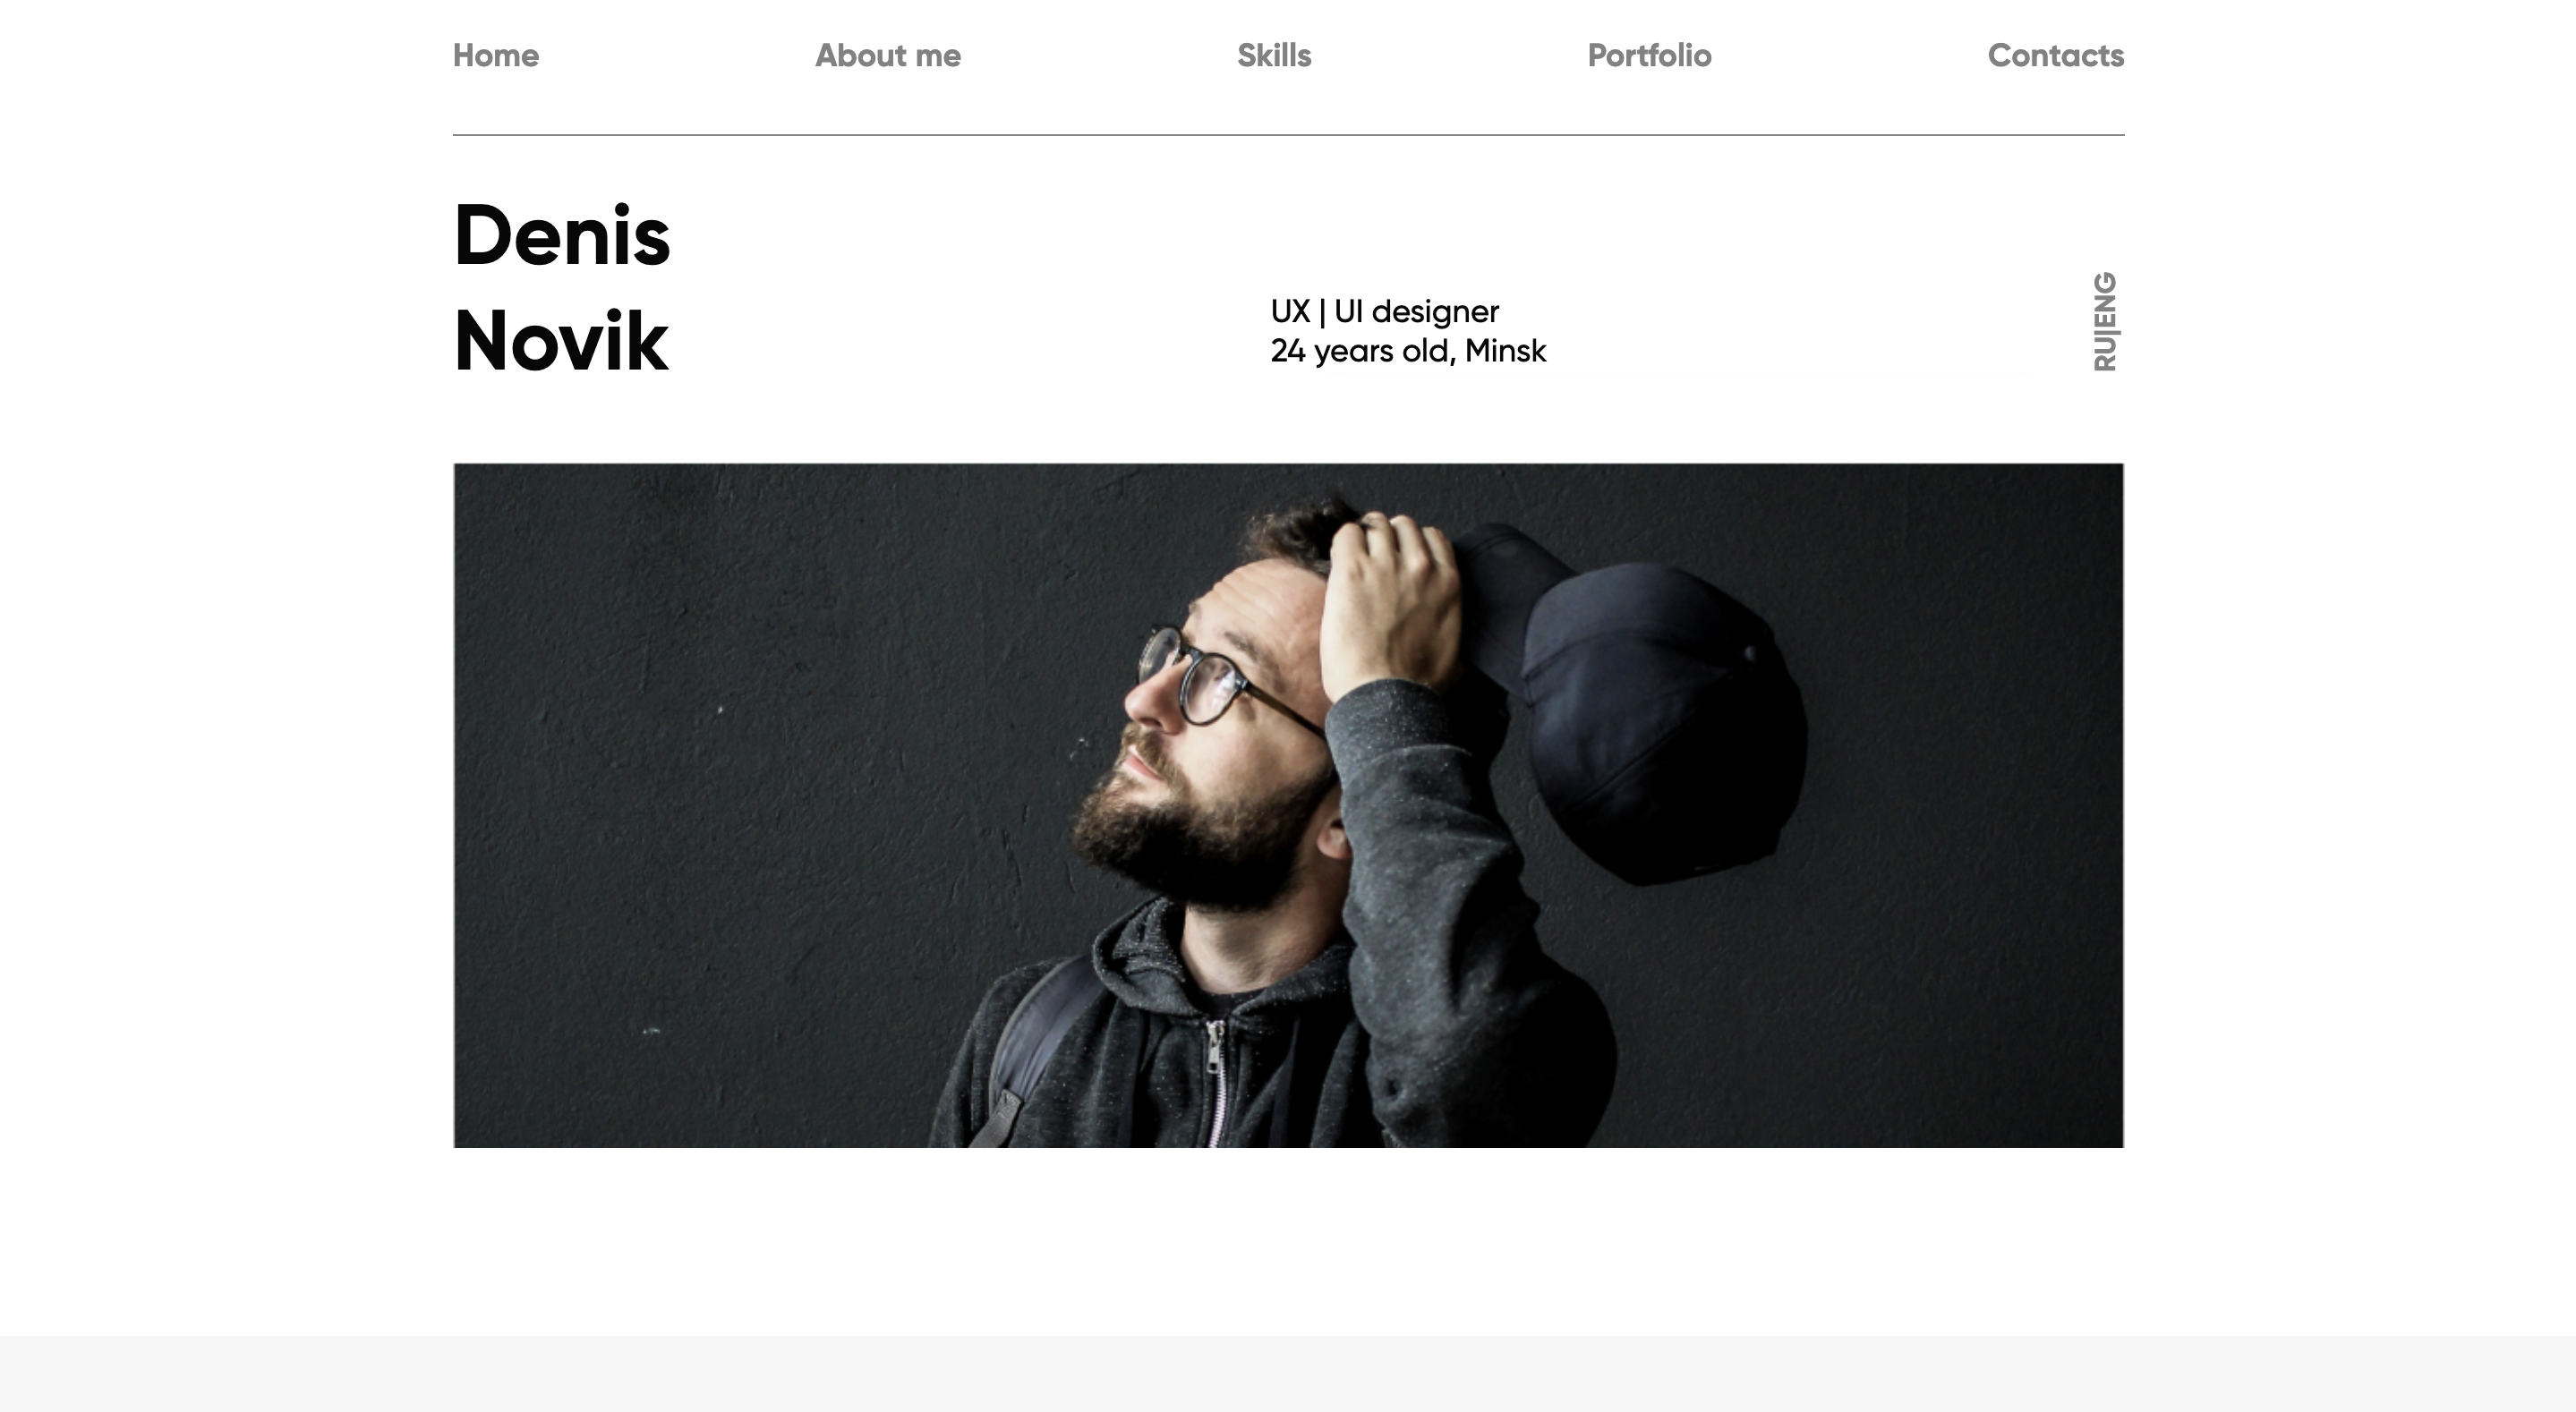 Home
About me
Skills
Portfolio
Contacts
Denis
Novik
UX | UI designer
24 years old, Minsk
RU|ENG